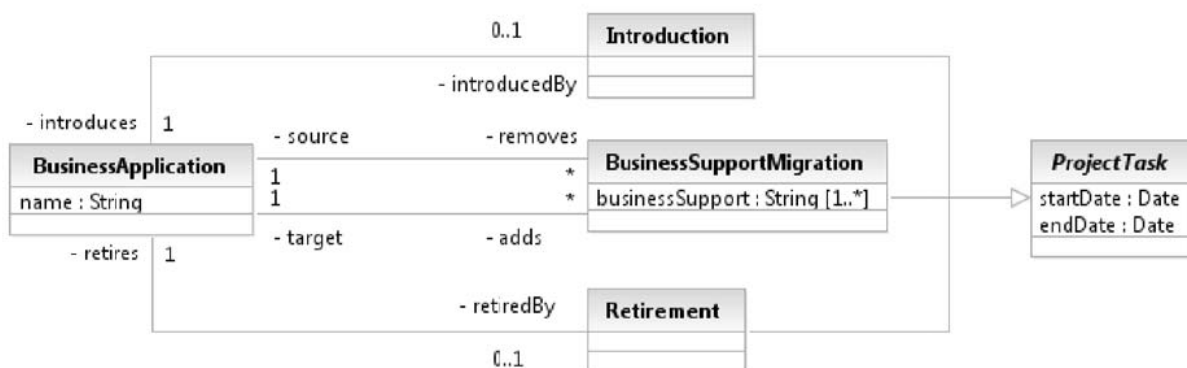 0..1
Introduction
- introducedBy
- introduces
1
- source
- removes
BusinessApplication
name : String
1
*
BusinessSupportMigration
businessSupport : String [1..*]
1
*
ProjectTask
startDate : Date
endDate : Date
- target
- adds
- retires
1
- retiredBy
Retirement
0..1